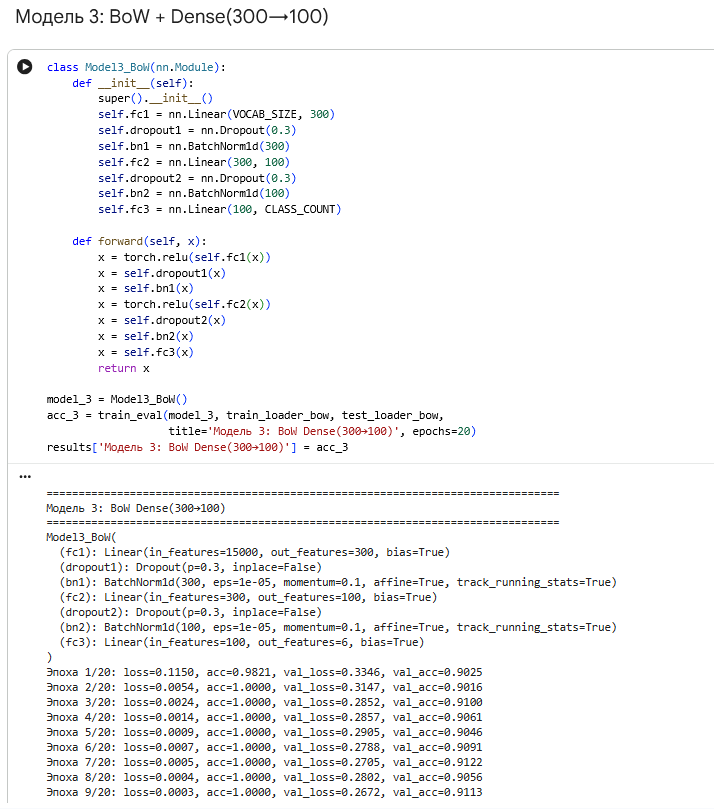 Модель 3: BoW + Dense(300→100)
class Model3_BoW(nn.Module):
    def __init__(self):
        super().__init__()
        self.fc1 = nn.Linear(VOCAB_SIZE, 300)
        self.dropout1 = nn.Dropout(0.3)
        self.bn1 = nn.BatchNorm1d(300)
        self.fc2 = nn.Linear(300, 100)
        self.dropout2 = nn.Dropout(0.3)
        self.bn2 = nn.BatchNorm1d(100)
        self.fc3 = nn.Linear(100, CLASS_COUNT)

    def forward(self, x):
        x = torch.relu(self.fc1(x))
        x = self.dropout1(x)
        x = self.bn1(x)
        x = torch.relu(self.fc2(x))
        x = self.dropout2(x)
        x = self.bn2(x)
        x = self.fc3(x)
        return x

model_3 = Model3_BoW()
acc_3 = train_eval(model_3, train_loader_bow, test_loader_bow,
                   title='Модель 3: BoW Dense(300→100)', epochs=20)
results['Модель 3: BoW Dense(300→100)'] = acc_3
...
================================================================================
Модель 3: BoW Dense(300→100)
================================================================================
Model3_BoW(
  (fc1): Linear(in_features=15000, out_features=300, bias=True)
  (dropout1): Dropout(p=0.3, inplace=False)
  (bn1): BatchNorm1d(300, eps=1e-05, momentum=0.1, affine=True, track_running_stats=True)
  (fc2): Linear(in_features=300, out_features=100, bias=True)
  (dropout2): Dropout(p=0.3, inplace=False)
  (bn2): BatchNorm1d(100, eps=1e-05, momentum=0.1, affine=True, track_running_stats=True)
  (fc3): Linear(in_features=100, out_features=6, bias=True)
)
Эпоха 1/20: loss=0.1150, acc=0.9821, val_loss=0.3346, val_acc=0.9025
Эпоха 2/20: loss=0.0054, acc=1.0000, val_loss=0.3147, val_acc=0.9016
Эпоха 3/20: loss=0.0024, acc=1.0000, val_loss=0.2852, val_acc=0.9100
Эпоха 4/20: loss=0.0014, acc=1.0000, val_loss=0.2857, val_acc=0.9061
Эпоха 5/20: loss=0.0009, acc=1.0000, val_loss=0.2905, val_acc=0.9046
Эпоха 6/20: loss=0.0007, acc=1.0000, val_loss=0.2788, val_acc=0.9091
Эпоха 7/20: loss=0.0005, acc=1.0000, val_loss=0.2705, val_acc=0.9122
Эпоха 8/20: loss=0.0004, acc=1.0000, val_loss=0.2802, val_acc=0.9056
Эпоха 9/20: loss=0.0003, acc=1.0000, val_loss=0.2672, val_acc=0.9113